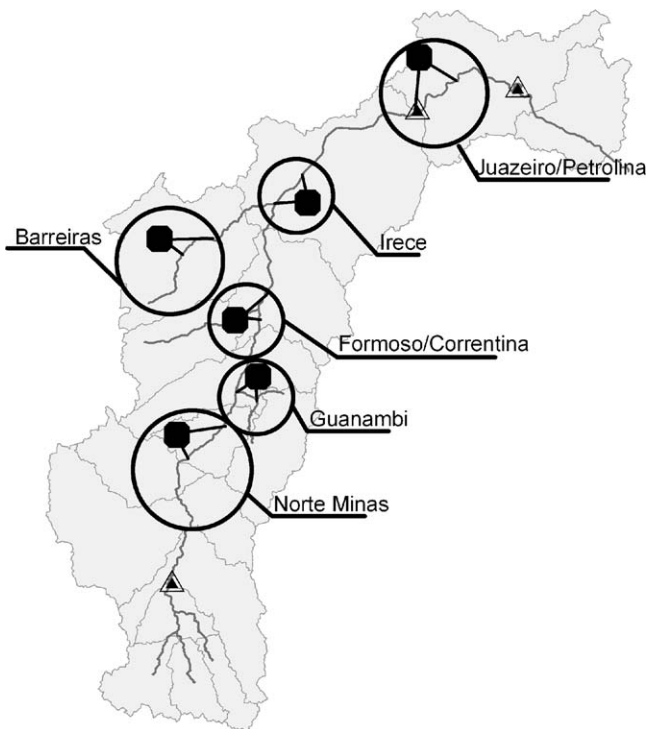 Juazeiro/Petrolina
Barreiras
Irece
Formoso/Correntina
Guanambi
Norte Minas